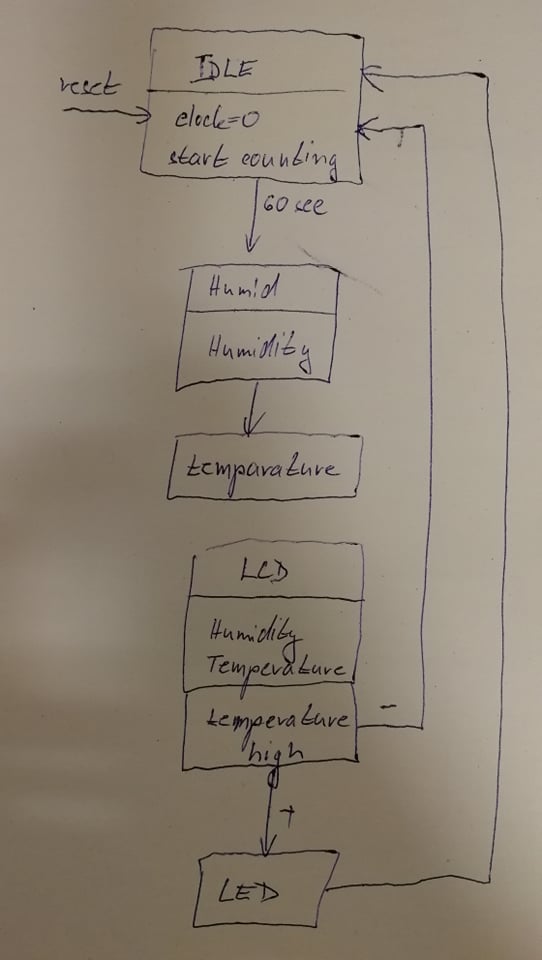 IDLE
reset
clock=0
start counting
60 sec
Humid
Humidity
temparature
LCD
Humidity
Temperature
temperature
high
-
+
LED